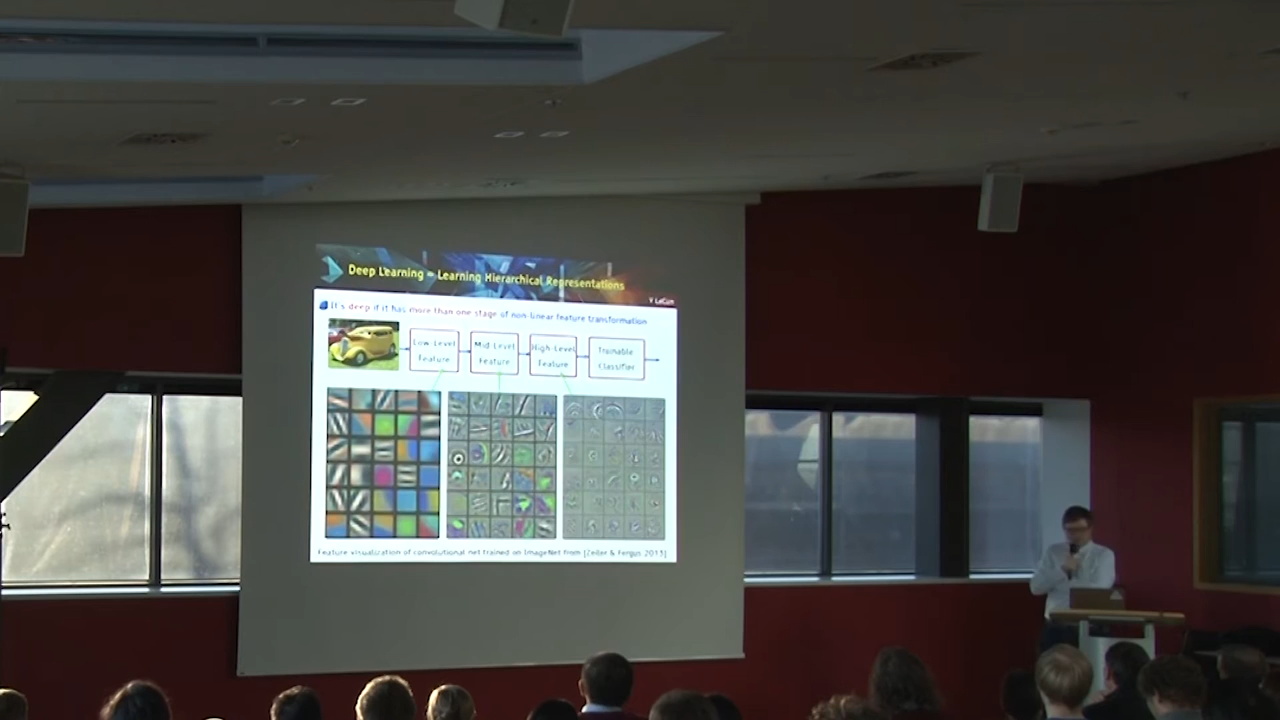 Deep Learning = Learning Hierarchical Representations
Y LeCun
It's deep if it has more than one stage of non-linear feature transformation
Low-Level
Feature
Mid-Level
Feature
High-Level
Feature
Trainable
Classifier
Feature visualization of convolutional net trained on ImageNet from [Zeiler & Fergus 2013]